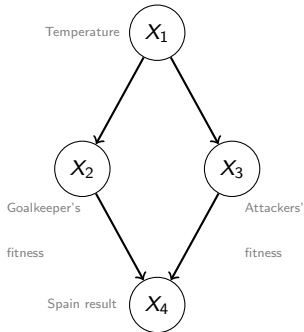 Temperature
X₁
X₂
X₃
Goalkeeper's
fitness
Attackers'
fitness
Spain result
X₄